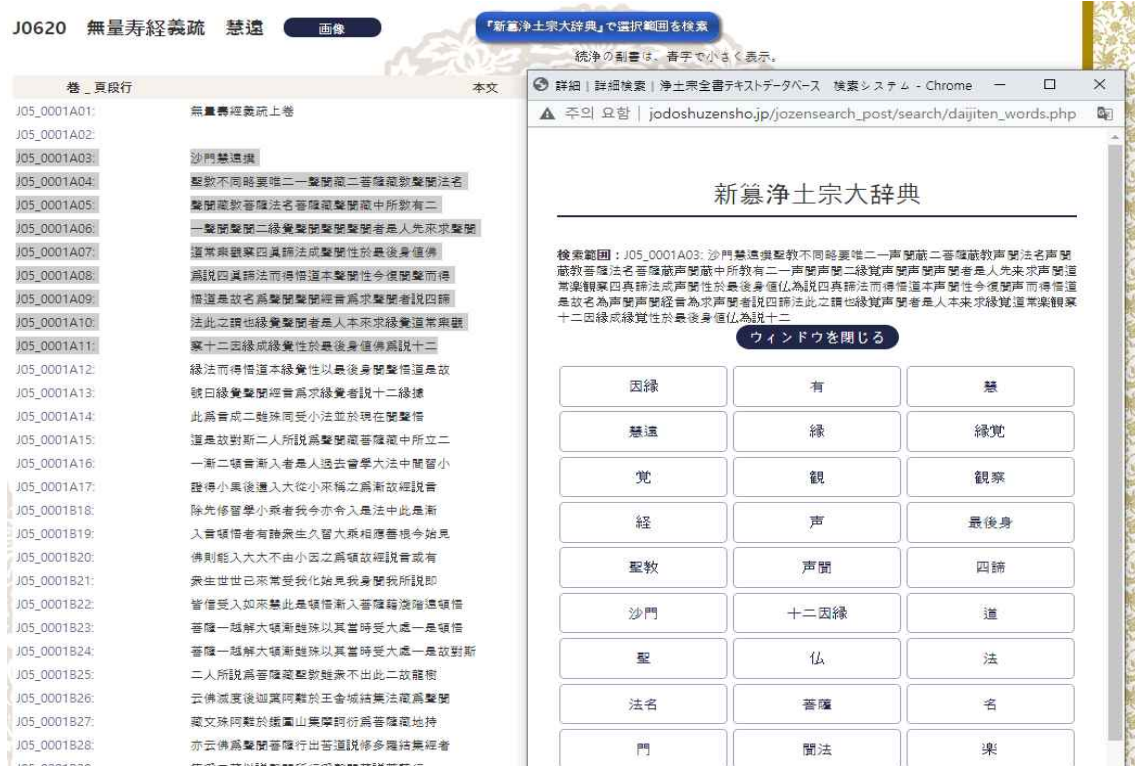 J0620 無量寿経義疏 慧遠 画像
『新纂浄土宗大辞典』で選択範囲を検索
続浄の割書は、青字で小さく表示。
巻_頁段行 本文
J05_0001A01: 無量壽經義疏上卷
J05_0001A02:
J05_0001A03: 沙門慧遠撰
J05_0001A04: 聖教不同略要唯二一聲聞藏二菩薩藏教聲聞法名
J05_0001A05: 聲聞藏教菩薩法名菩薩藏聲聞藏中所教有二
J05_0001A06: 一聲聞聲聞二縁覺聲聞聲聞聲聞者是人先來求聲聞
J05_0001A07: 道常樂觀察四眞諦法成聲聞性於最後身値佛
J05_0001A08: 爲説四眞諦法而得悟道本聲聞性今復聞聲而得
J05_0001A09: 悟道是故名爲聲聞聲聞經言爲求聲聞者説四諦
J05_0001A10: 法此之謂也縁覺聲聞者是人本來求縁覺道常樂觀
J05_0001A11: 察十二因縁成縁覺性於最後身値佛爲説十二
J05_0001A12: 縁法而得悟道本縁覺性以最後身聞聲悟道是故
J05_0001A13: 號曰縁覺聲聞經言爲求縁覺者説十二縁據
J05_0001A14: 此爲言成二雖殊同受小法並於現在聞聲悟
J05_0001A15: 道是故對斯二人所説爲聲聞藏菩薩藏中所立二
J05_0001A16: 一漸二頓言漸入者是人過去曾學大法中間習小
J05_0001A17: 證得小果後還入大從小來稱之爲漸故經説言
J05_0001B18: 除先修習學小乘者我今亦令入是法中此是漸
J05_0001B19: 入言頓悟者有諸衆生久習大乘相應善根今始見
J05_0001B20: 佛則能入大大不由小因之爲頓故經説言或有
J05_0001B21: 衆生世世已來常受我化始見我身聞我所説即
J05_0001B22: 皆信受入如來慧此是頓悟漸入菩薩藉淺階遠頓悟
J05_0001B23: 菩薩一越解大頓漸雖殊以其當時受大處一是頓悟
J05_0001B24: 菩薩一越解大頓漸雖殊以其當時受大處一是故對斯
J05_0001B25: 二人所説爲菩薩藏聖教雖衆不出此二故龍樹
J05_0001B26: 云佛滅度後迦葉阿難於王舍城結集法藏爲聲聞
J05_0001B27: 藏文殊阿難於鐵圍山集摩訶衍爲菩薩藏地持
J05_0001B28: 亦云佛爲聲聞菩薩行出苦道説修多羅結集經者
詳細 | 詳細検索 | 浄土宗全書テキストデータベース 検索システム - Chrome
주의 요함 | jodoshuzensho.jp/jozensearch_post/search/daijiten_words.php
新纂浄土宗大辞典
検索範囲：J05_0001A03: 沙門慧遠撰聖教不同略要唯二一声聞蔵二菩薩蔵教声聞法名声聞
蔵教菩薩法名菩薩蔵声聞蔵中所教有二一声聞声聞二縁覚声聞声聞声聞者是人先来求声聞道
常楽観察四真諦法成声聞性於最後身値仏為説四真諦法而得悟道本声聞性今復聞声而得悟道
是故名為声聞声聞経言為求声聞者説四諦法此之謂也縁覚声聞者是人本来求縁覚道常楽観察
十二因縁成縁覚性於最後身値仏為説十二
ウィンドウを閉じる
因縁 有 慧
慧遠 縁 縁覚
覚 観 観察
経 声 最後身
聖教 声聞 四諦
沙門 十二因縁 道
聖 仏 法
法名 菩薩 名
門 聞法 楽